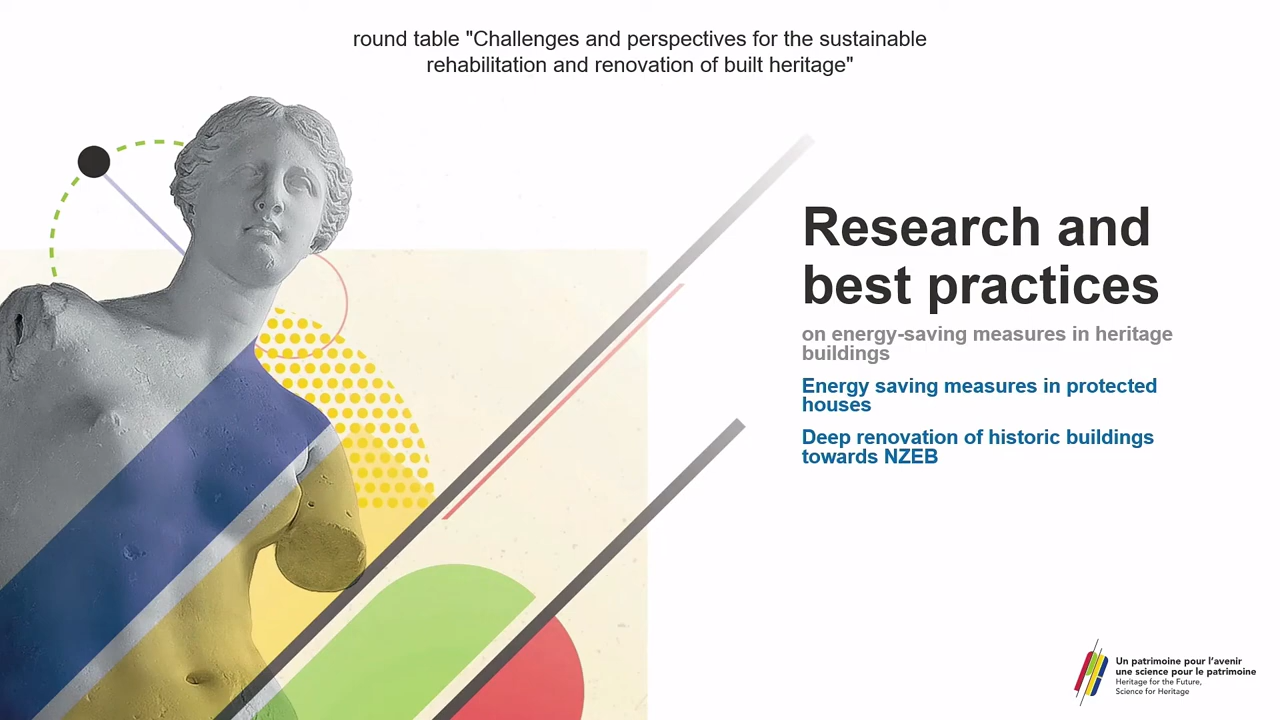 round table "Challenges and perspectives for the sustainable
rehabilitation and renovation of built heritage"
Research and
best practices
on energy-saving measures in heritage
buildings
Energy saving measures in protected
houses
Deep renovation of historic buildings
towards NZEB
Un patrimoine pour l'avenir
une science pour le patrimoine
Heritage for the Future,
Science for Heritage